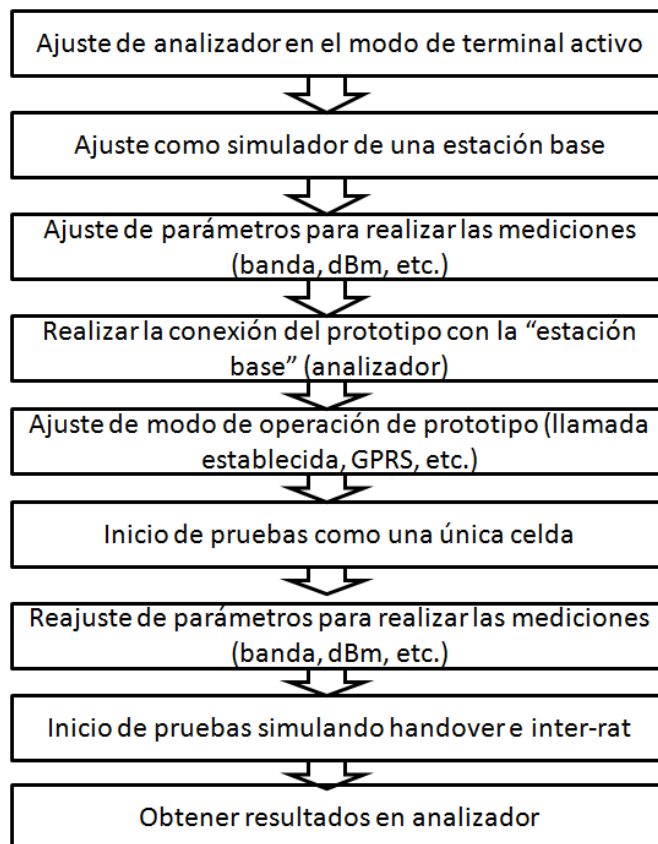 Ajuste de analizador en el modo de terminal activo
Ajuste como simulador de una estación base
Ajuste de parámetros para realizar las mediciones
(banda, dBm, etc.)
Realizar la conexión del prototipo con la “estación
base” (analizador)
Ajuste de modo de operación de prototipo (llamada
establecida, GPRS, etc.)
Inicio de pruebas como una única celda
Reajuste de parámetros para realizar las mediciones
(banda, dBm, etc.)
Inicio de pruebas simulando handover e inter-rat
Obtener resultados en analizador